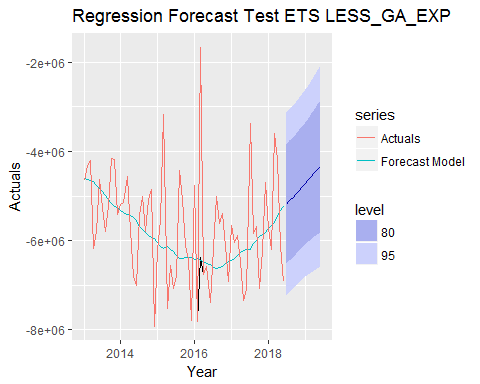 Regression Forecast Test ETS LESS_GA_EXP
-2e+06
-4e+06
-6e+06
-8e+06
Actuals
2014
2016
2018
Year
series
Actuals
Forecast Model
level
80
95